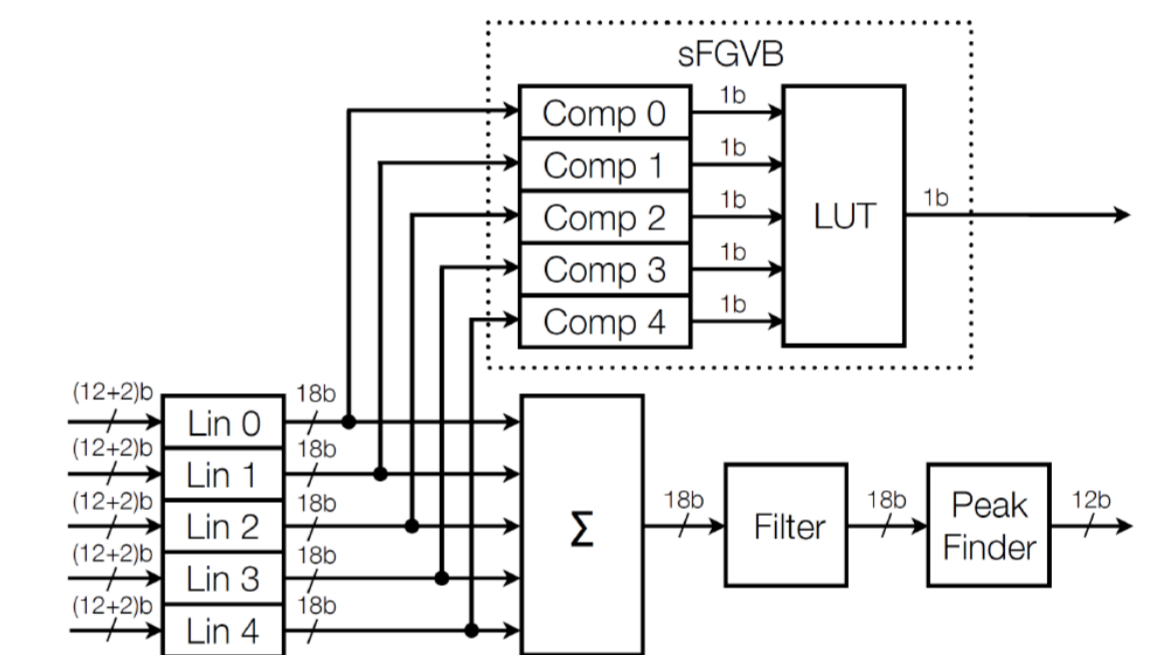 sFGVB
Comp 0
1b
Comp 1
1b
Comp 2
1b
Comp 3
1b
Comp 4
1b
LUT
1b
(12+2)b
Lin 0
18b
(12+2)b
Lin 1
18b
(12+2)b
Lin 2
18b
(12+2)b
Lin 3
18b
(12+2)b
Lin 4
18b
Σ
18b
Filter
18b
Peak
Finder
12b